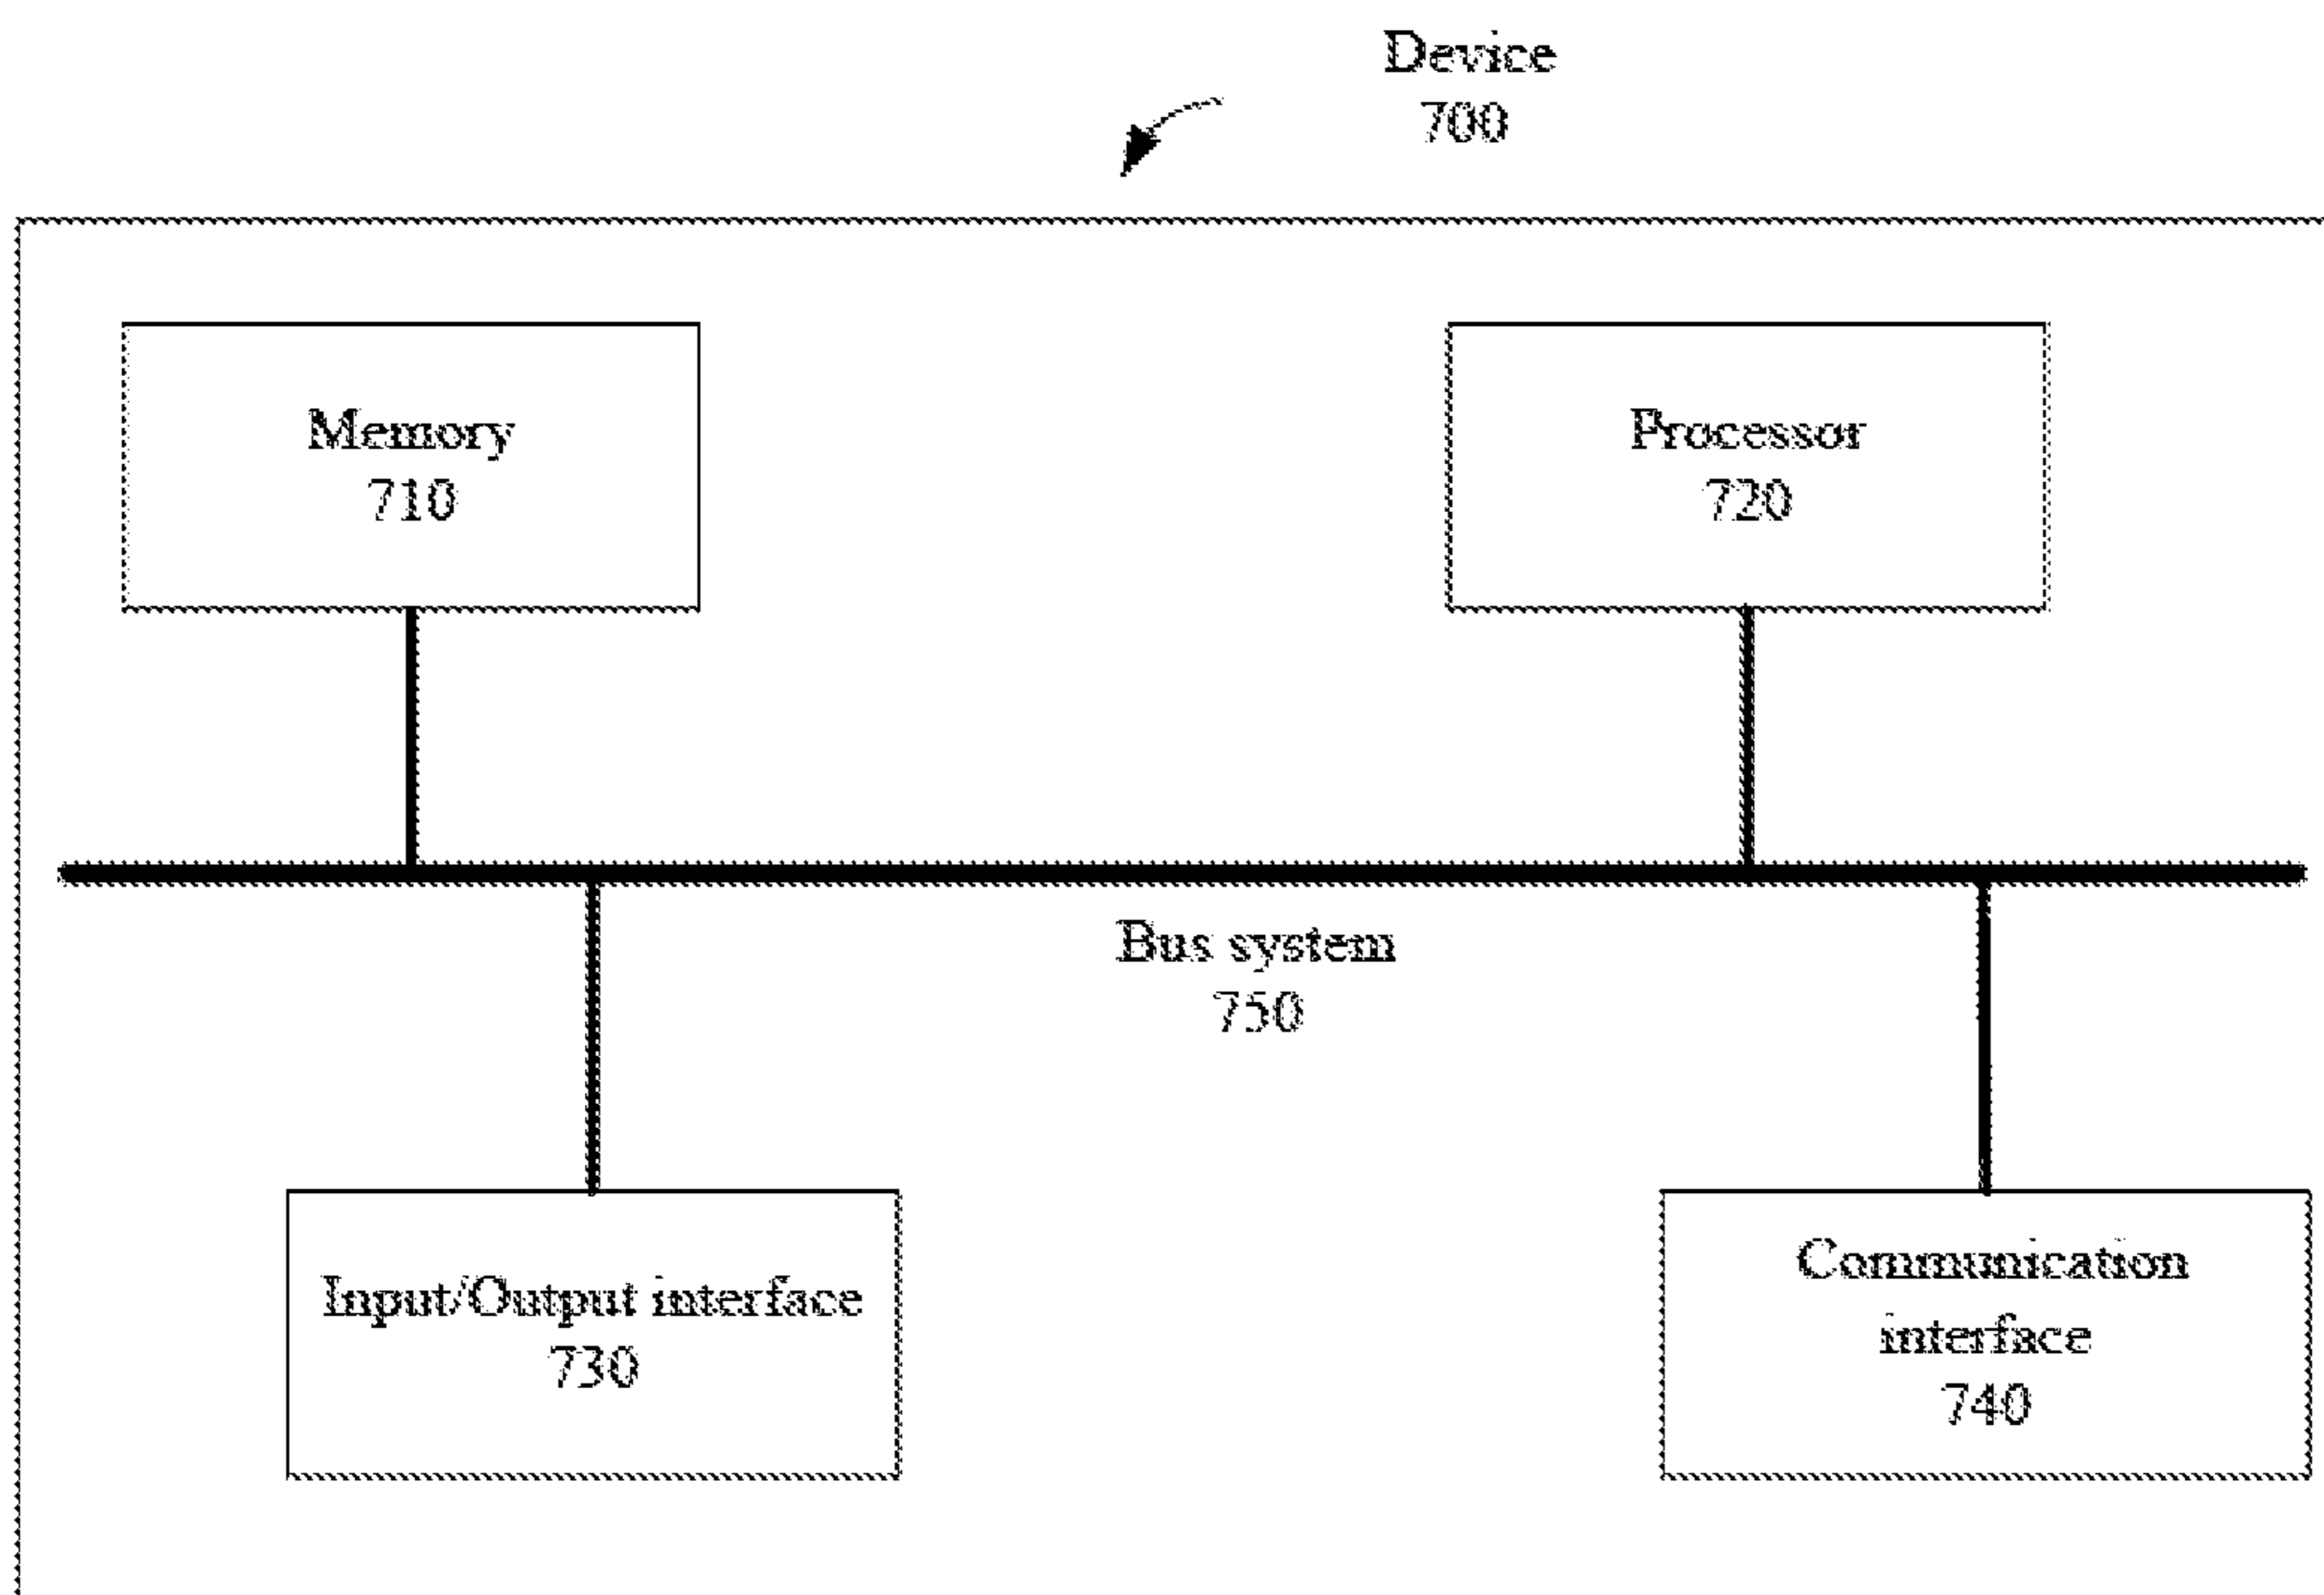 Device
700
Memory
710
Processor
720
Bus system
750
Input/Output interface
730
Communication
interface
740